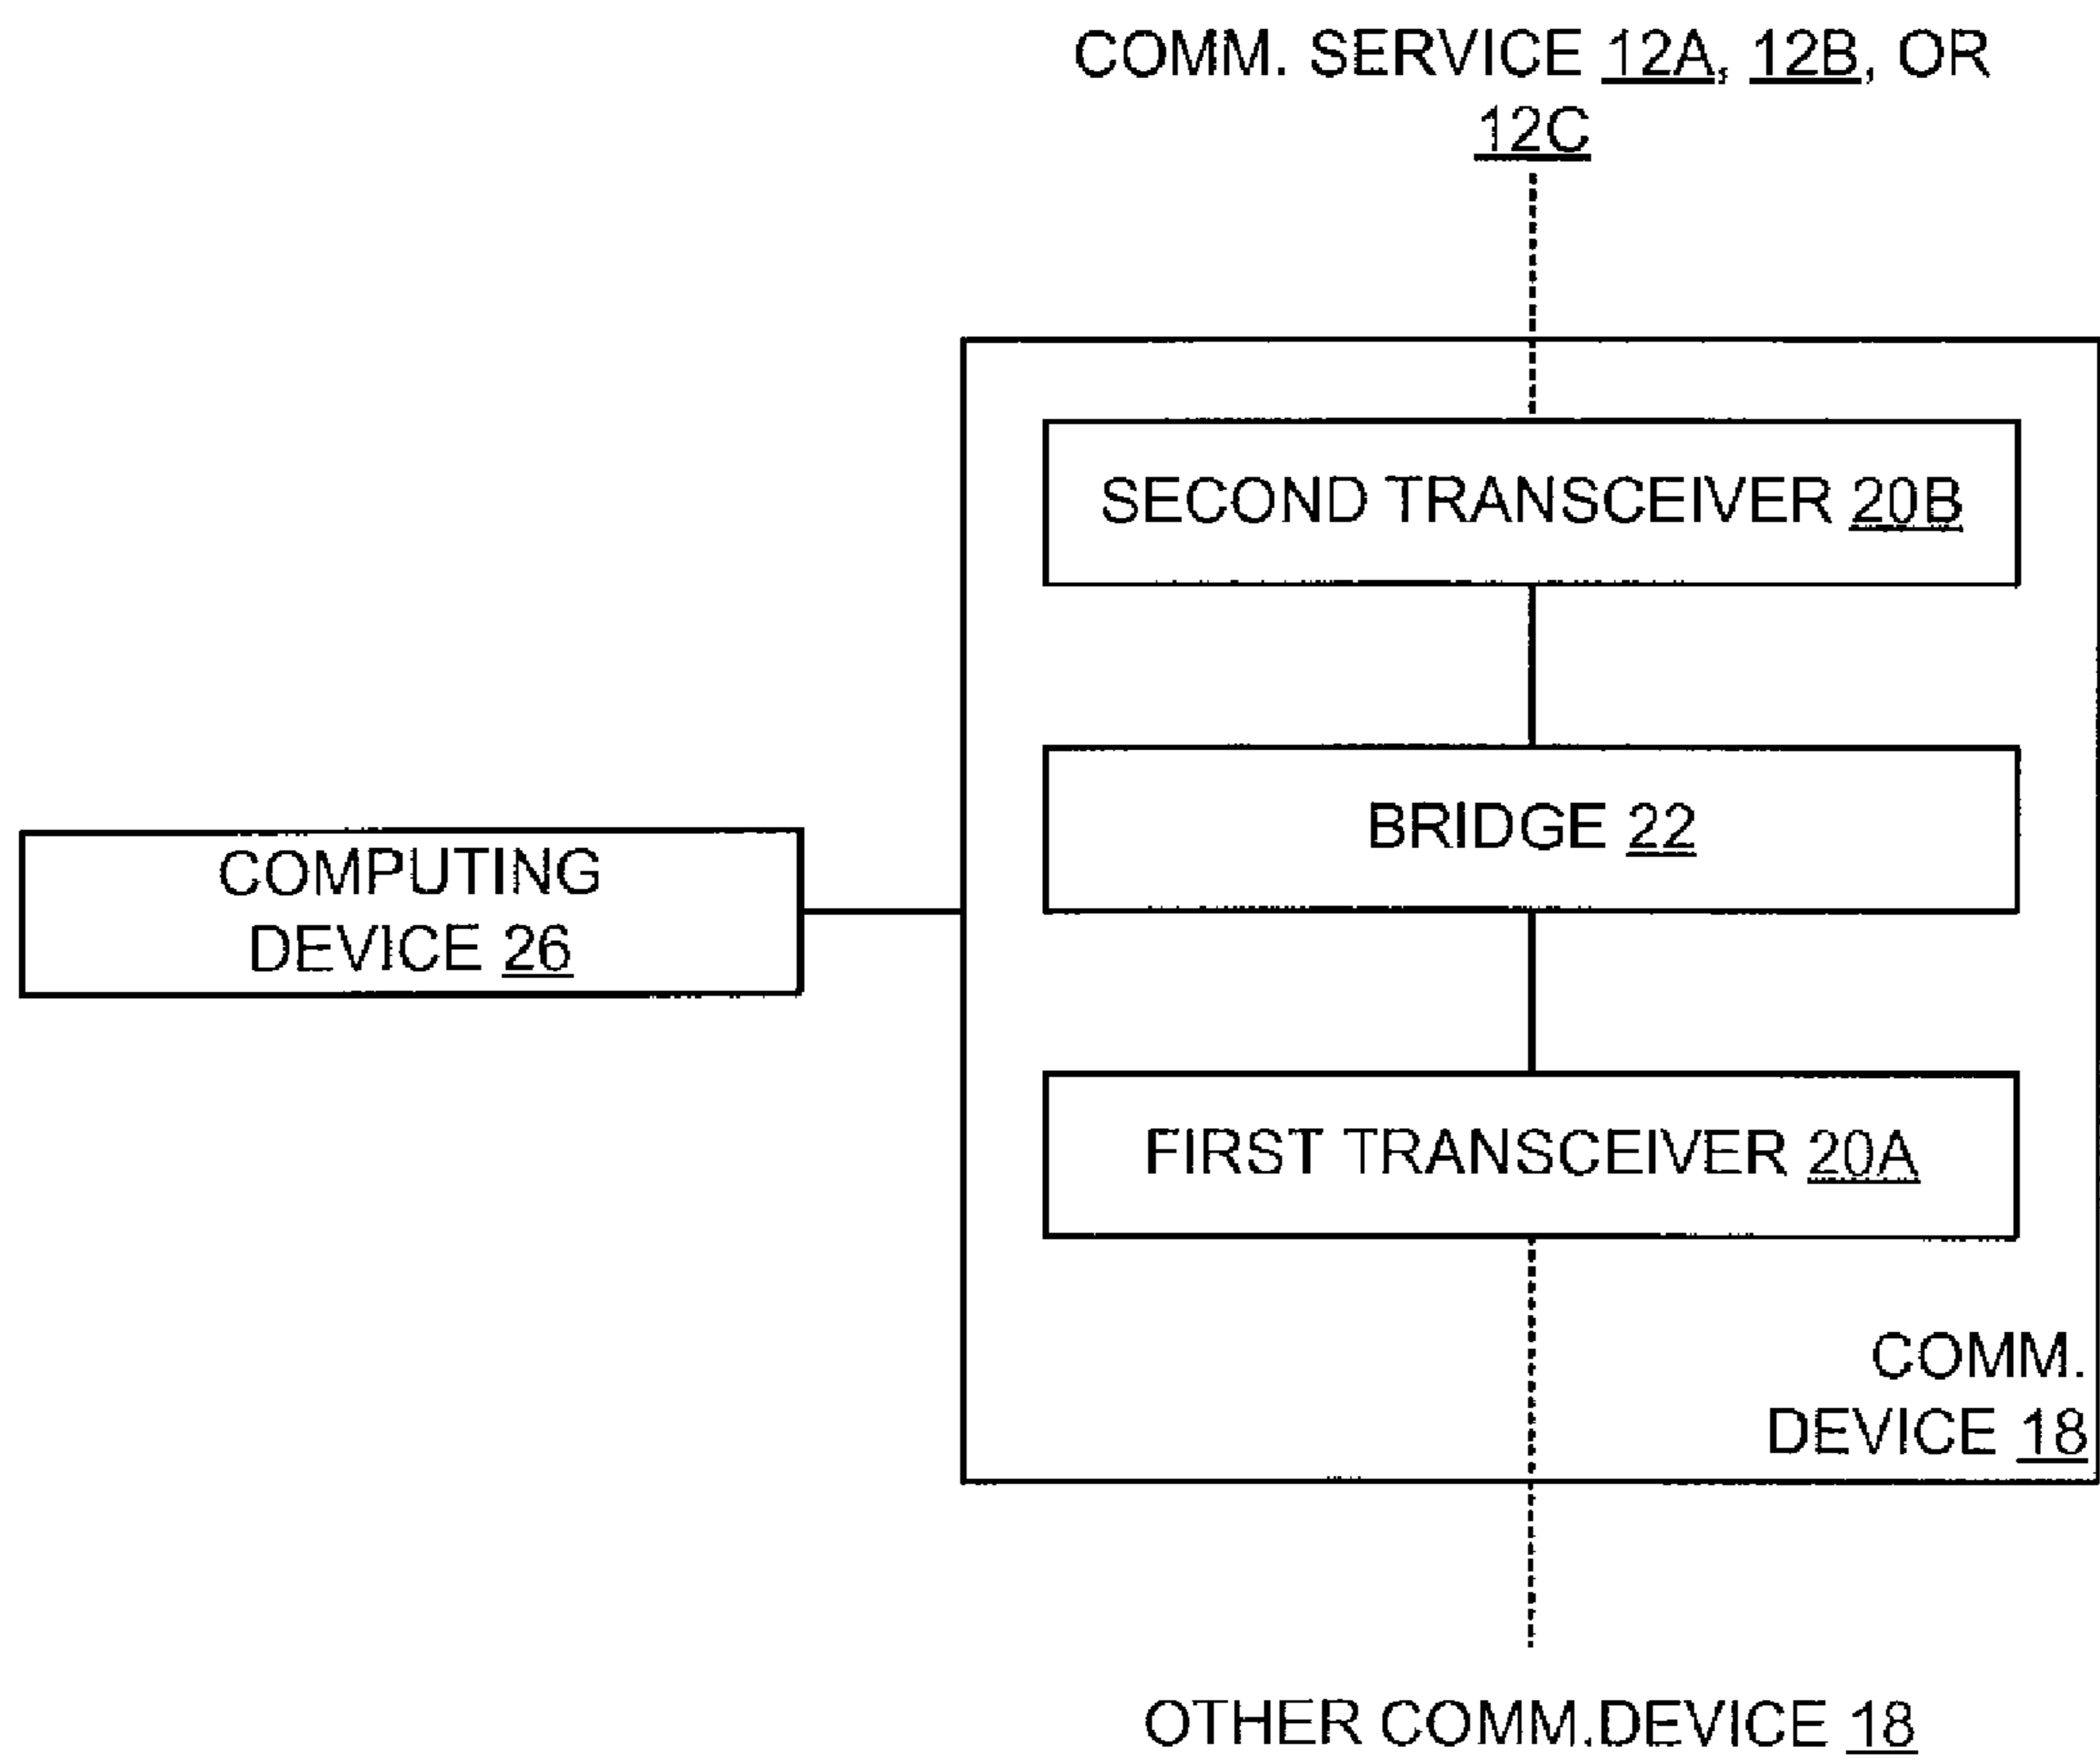 COMM. SERVICE 12A, 12B, OR
12C
SECOND TRANSCEIVER 20B
BRIDGE 22
COMPUTING
DEVICE 26
FIRST TRANSCEIVER 20A
COMM.
DEVICE 18
OTHER COMM.DEVICE 18